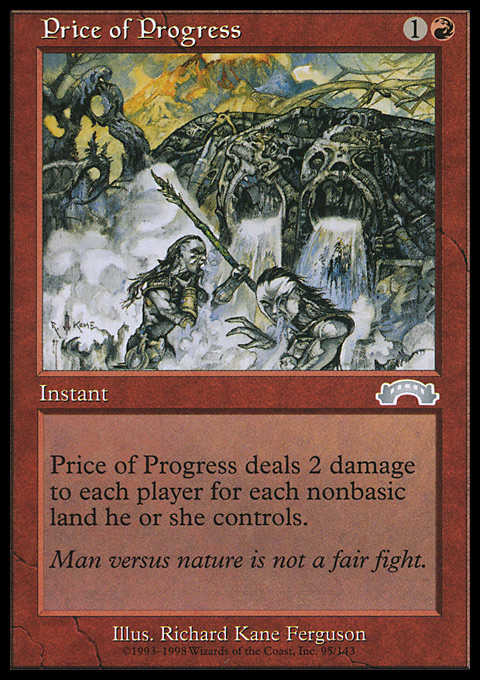 Price of Progress 1
R. KANE
Instant
Price of Progress deals 2 damage
to each player for each nonbasic
land he or she controls.
Man versus nature is not a fair fight.
Illus. Richard Kane Ferguson
©1993-1998 Wizards of the Coast, Inc. 95/143